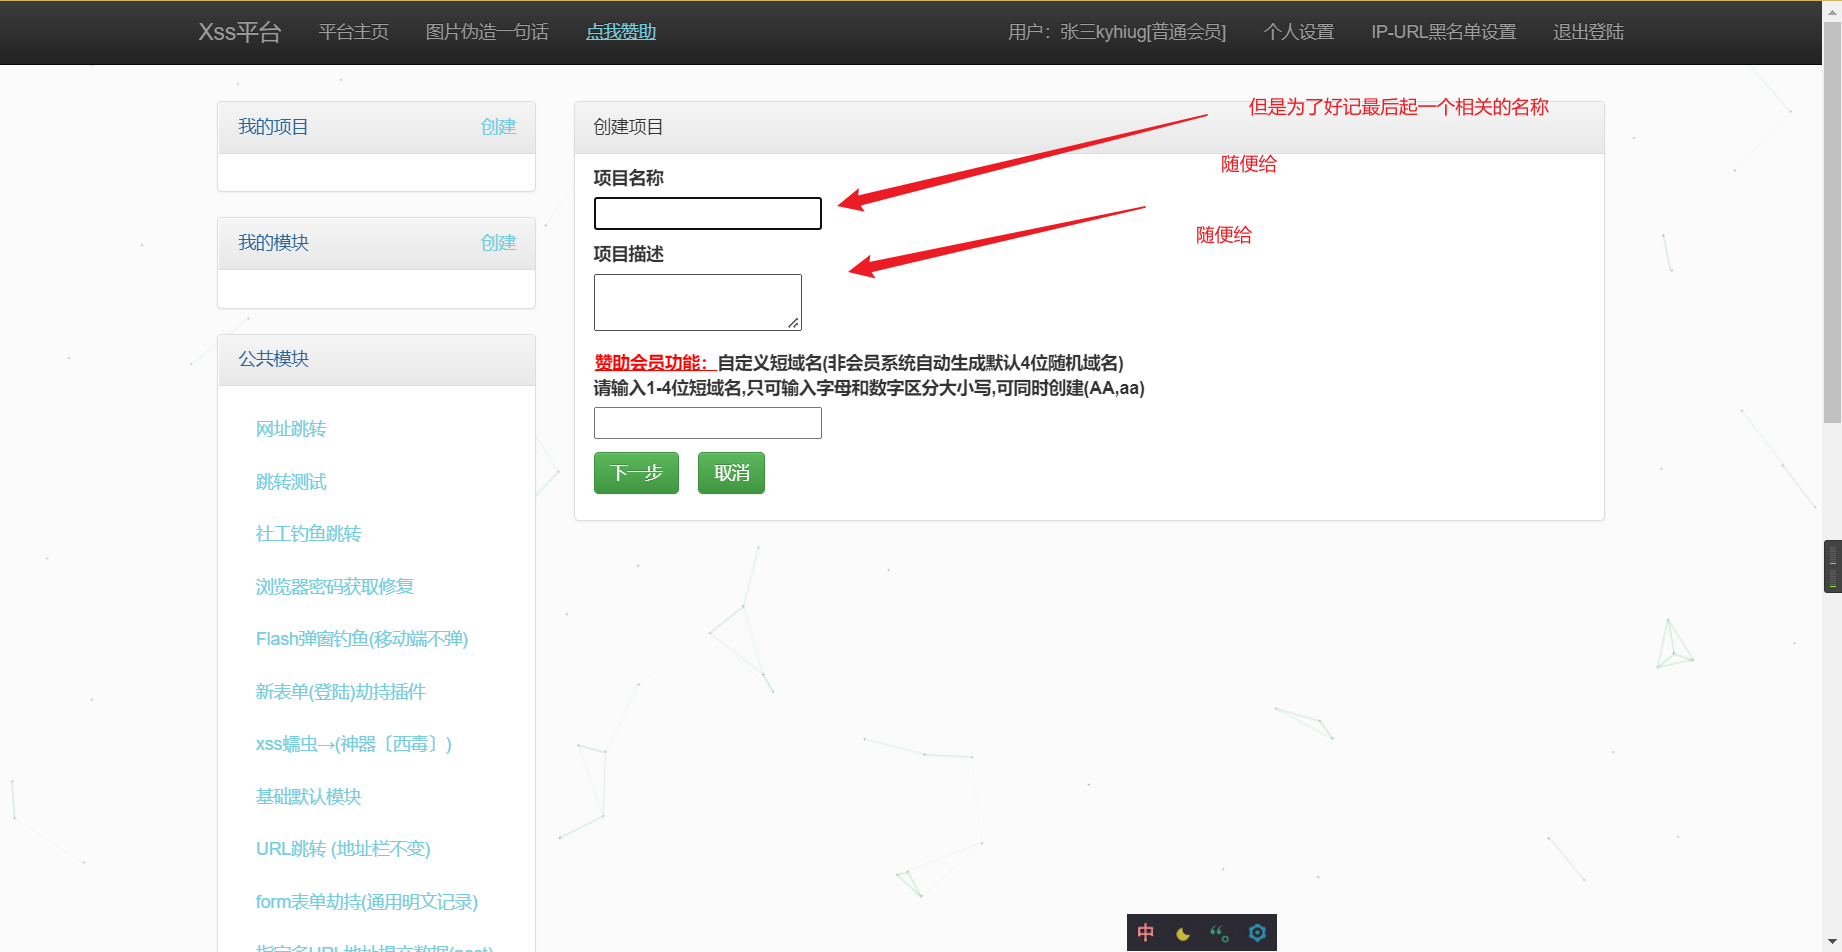 Xss平台 平台主页 图片伪造一句话 点我赞助 用户：张三kyhiug[普通会员] 个人设置 IP-URL黑名单设置 退出登陆
我的项目 创建
我的模块 创建
公共模块
网址跳转
跳转测试
社工钓鱼跳转
浏览器密码获取修复
Flash弹窗钓鱼(移动端不弹)
新表单(登陆)劫持插件
xss蠕虫→(神器〔西毒〕)
基础默认模块
URL跳转 (地址栏不变)
form表单劫持(通用明文记录)
指定多URL地址提交数据(post)
创建项目
但是为了好记最后起一个相关的名称
随便给
项目名称
随便给
项目描述
赞助会员功能：自定义短域名(非会员系统自动生成默认4位随机域名)
请输入1-4位短域名,只可输入字母和数字区分大小写,可同时创建(AA,aa)
下一步 取消
中